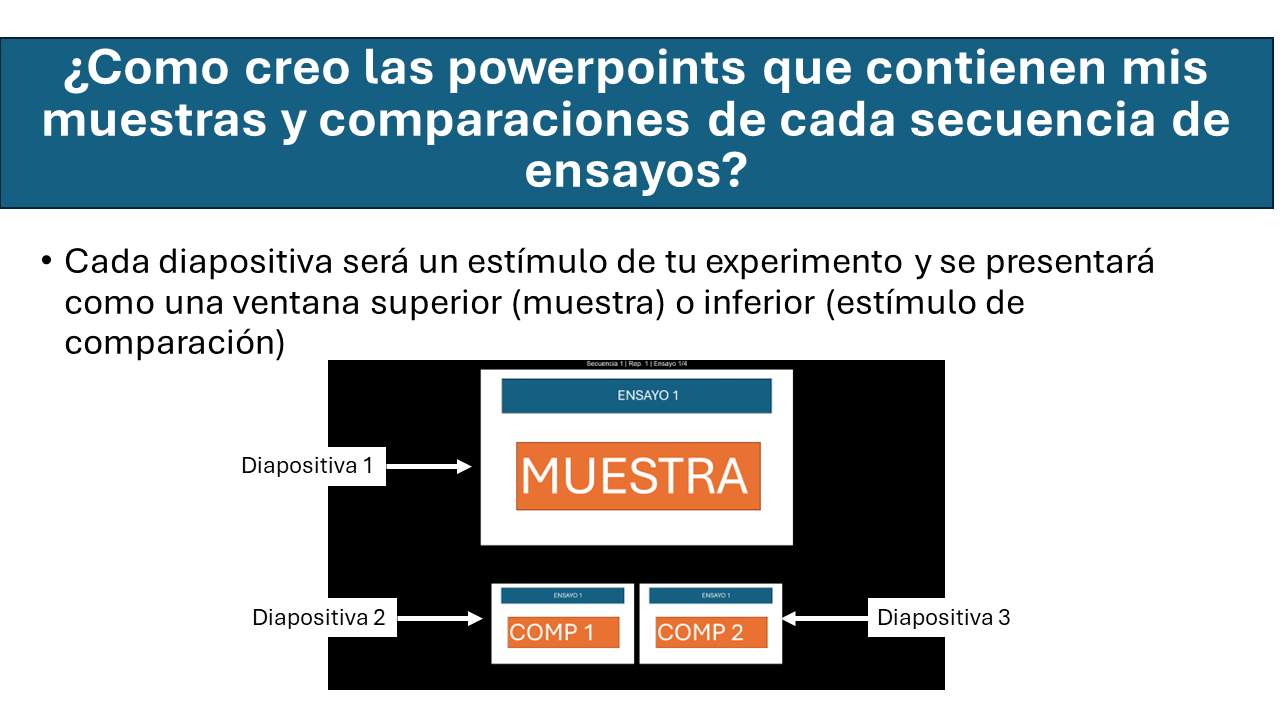 ¿Como creo las powerpoints que contienen mis
muestras y comparaciones de cada secuencia de
ensayos?
• Cada diapositiva será un estímulo de tu experimento y se presentará
como una ventana superior (muestra) o inferior (estímulo de
comparación)
Secuencia 1 | Rep. 1 | Ensayo 1/4
ENSAYO 1
MUESTRA
Diapositiva 1
ENSAYO 1
ENSAYO 1
Diapositiva 2
COMP 1
COMP 2
Diapositiva 3